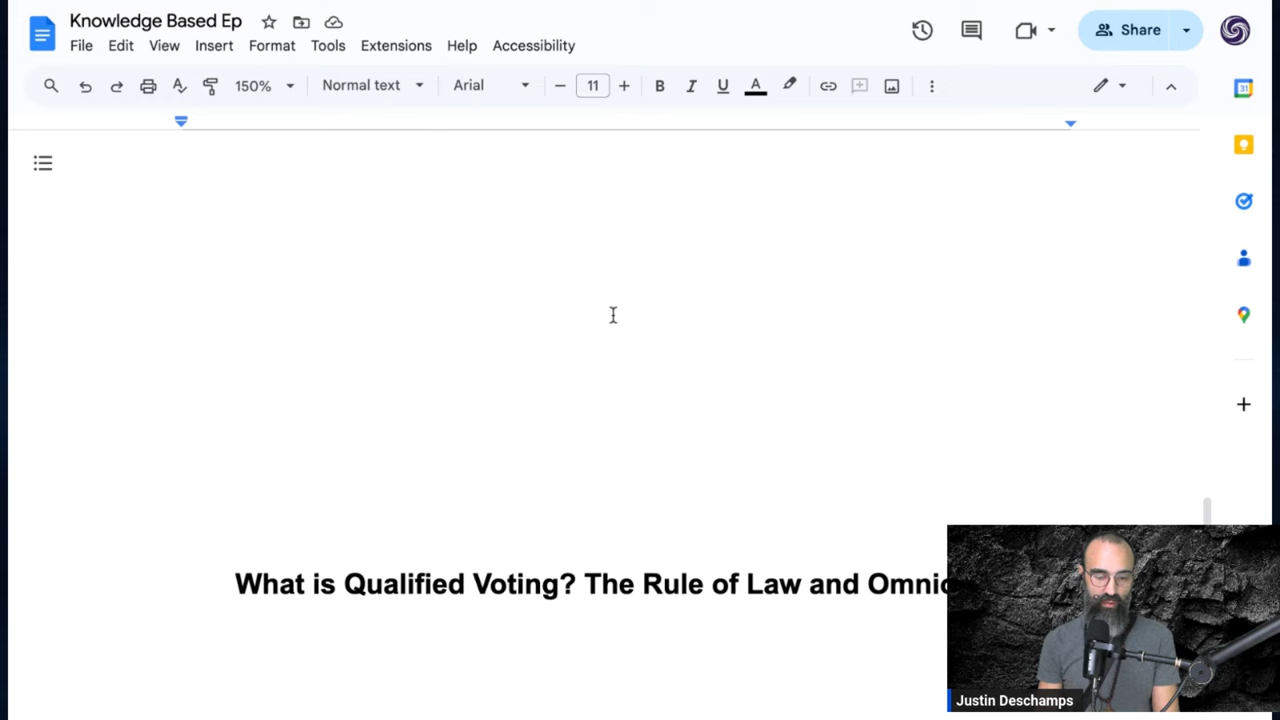 Knowledge Based Ep
File Edit View Insert Format Tools Extensions Help Accessibility
Share
150% Normal text Arial 11 B I U A
31
What is Qualified Voting? The Rule of Law and
Justin Deschamps